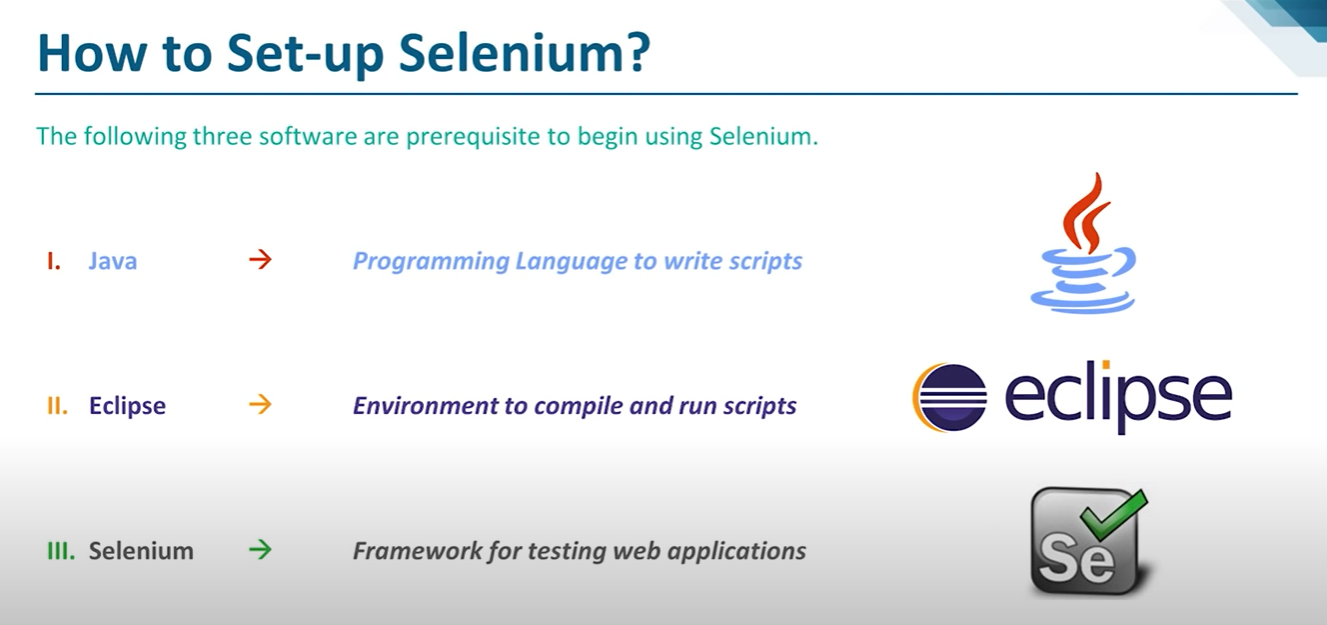 How to Set-up Selenium?
The following three software are prerequisite to begin using Selenium.
I. Java → Programming Language to write scripts
II. Eclipse → Environment to compile and run scripts
eclipse
III. Selenium → Framework for testing web applications
Se